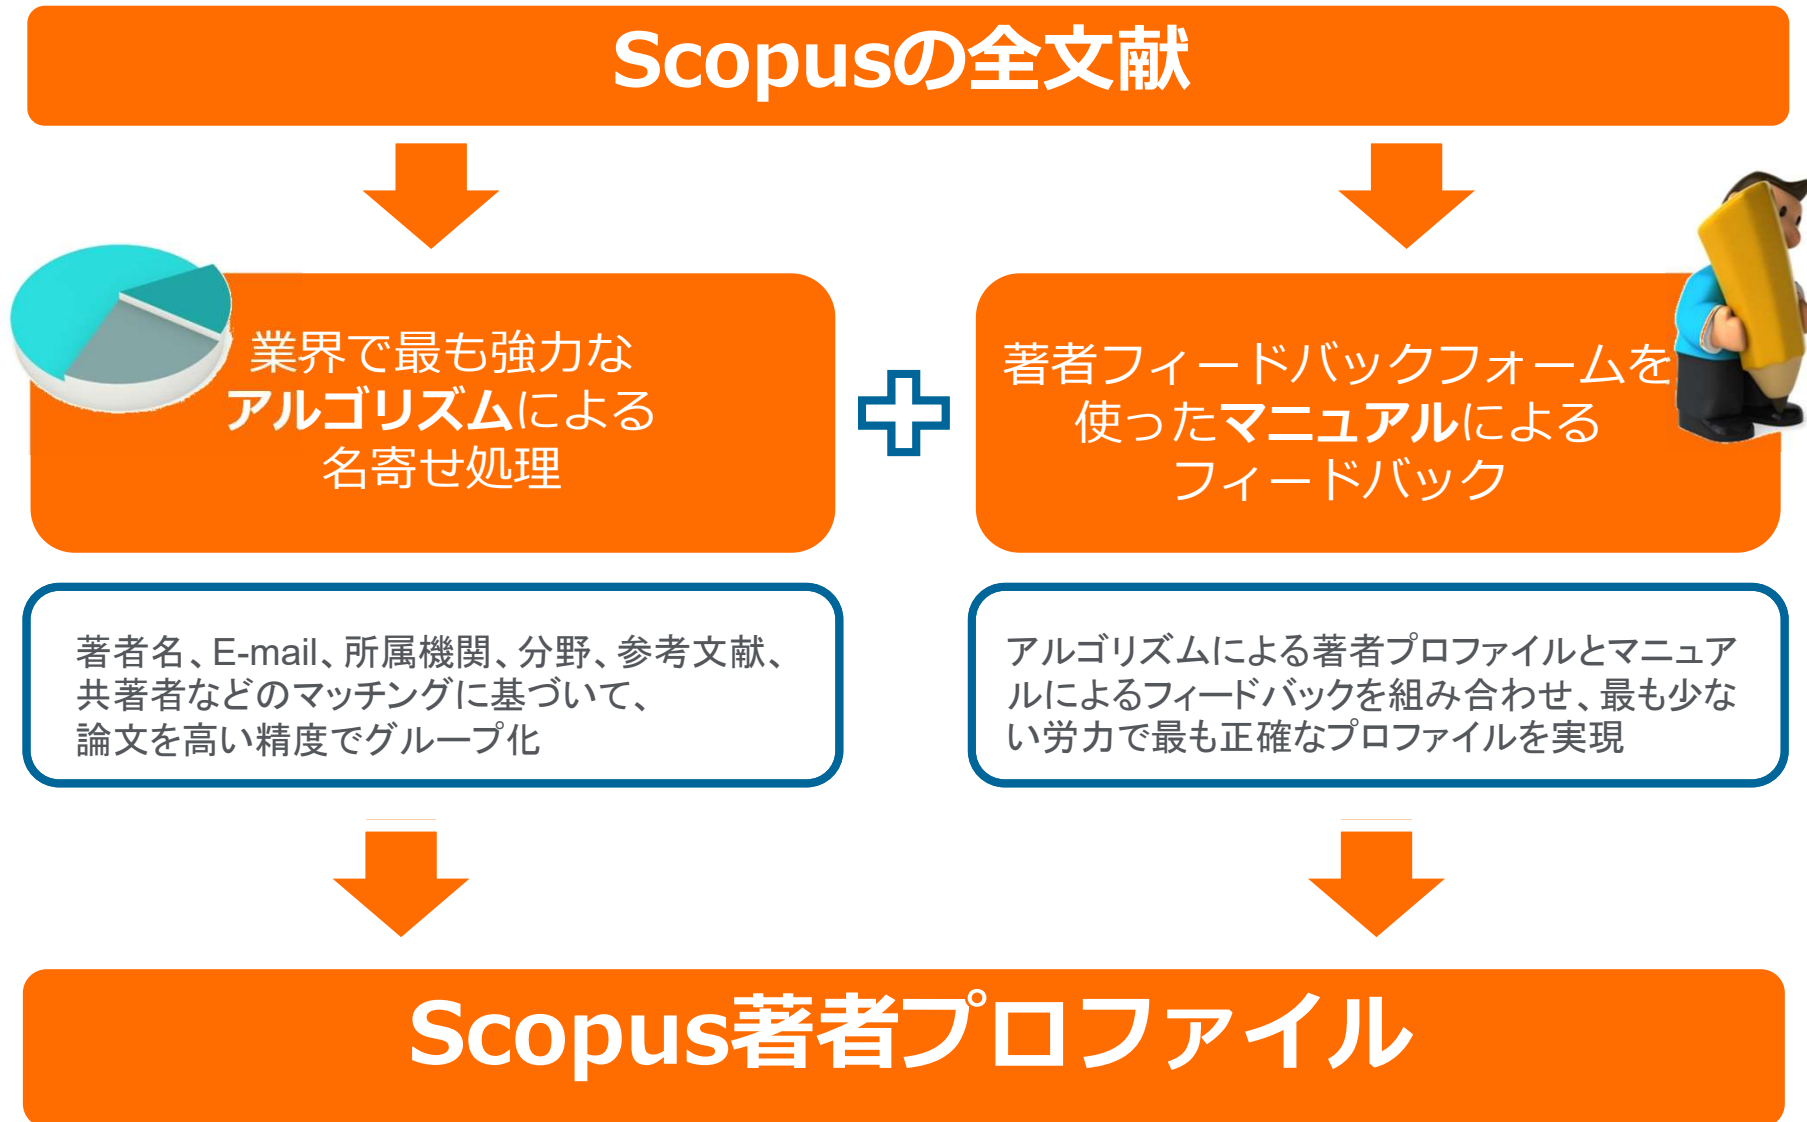 Scopusの全文献
業界で最も強力な
アルゴリズムによる
名寄せ処理
著者フィードバックフォームを
使ったマニュアルによる
フィードバック
著者名、E-mail、所属機関、分野、参考文献、
共著者などのマッチングに基づいて、
論文を高い精度でグループ化
アルゴリズムによる著者プロファイルとマニュア
ルによるフィードバックを組み合わせ、最も少な
い労力で最も正確なプロファイルを実現
Scopus著者プロファイル